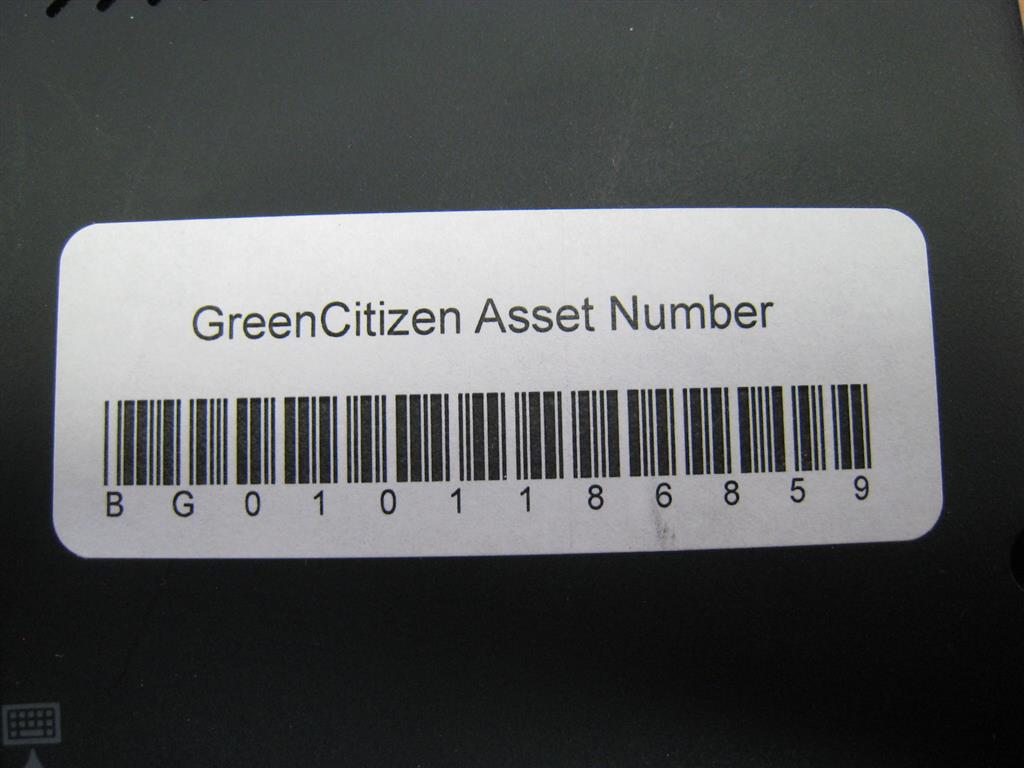 GreenCitizen Asset Number
B G 0 1 0 1 1 8 6 8 5 9